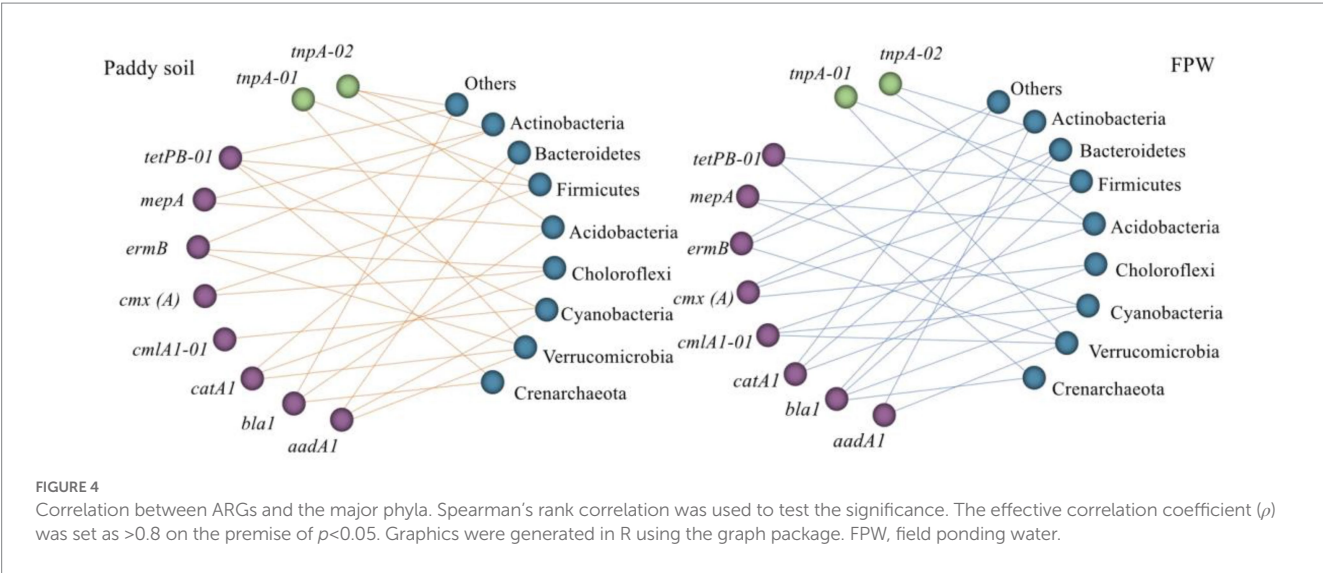 Paddy soil
tnpA-02
tnpA-01
Others
Actinobacteria
tetPB-01
Bacteroidetes
mepA
Firmicutes
ermB
Acidobacteria
cmx (A)
Choloroflexi
cmlA1-01
Cyanobacteria
catA1
Verrucomicrobia
bla1
Crenarchaeota
aadA1
FPW
tnpA-02
tnpA-01
Others
Actinobacteria
tetPB-01
Bacteroidetes
mepA
Firmicutes
ermB
Acidobacteria
cmx (A)
Choloroflexi
cmlA1-01
Cyanobacteria
catA1
Verrucomicrobia
bla1
Crenarchaeota
aadA1
FIGURE 4
Correlation between ARGs and the major phyla. Spearman's rank correlation was used to test the significance. The effective correlation coefficient (ρ)
was set as >0.8 on the premise of p<0.05. Graphics were generated in R using the graph package. FPW, field ponding water.